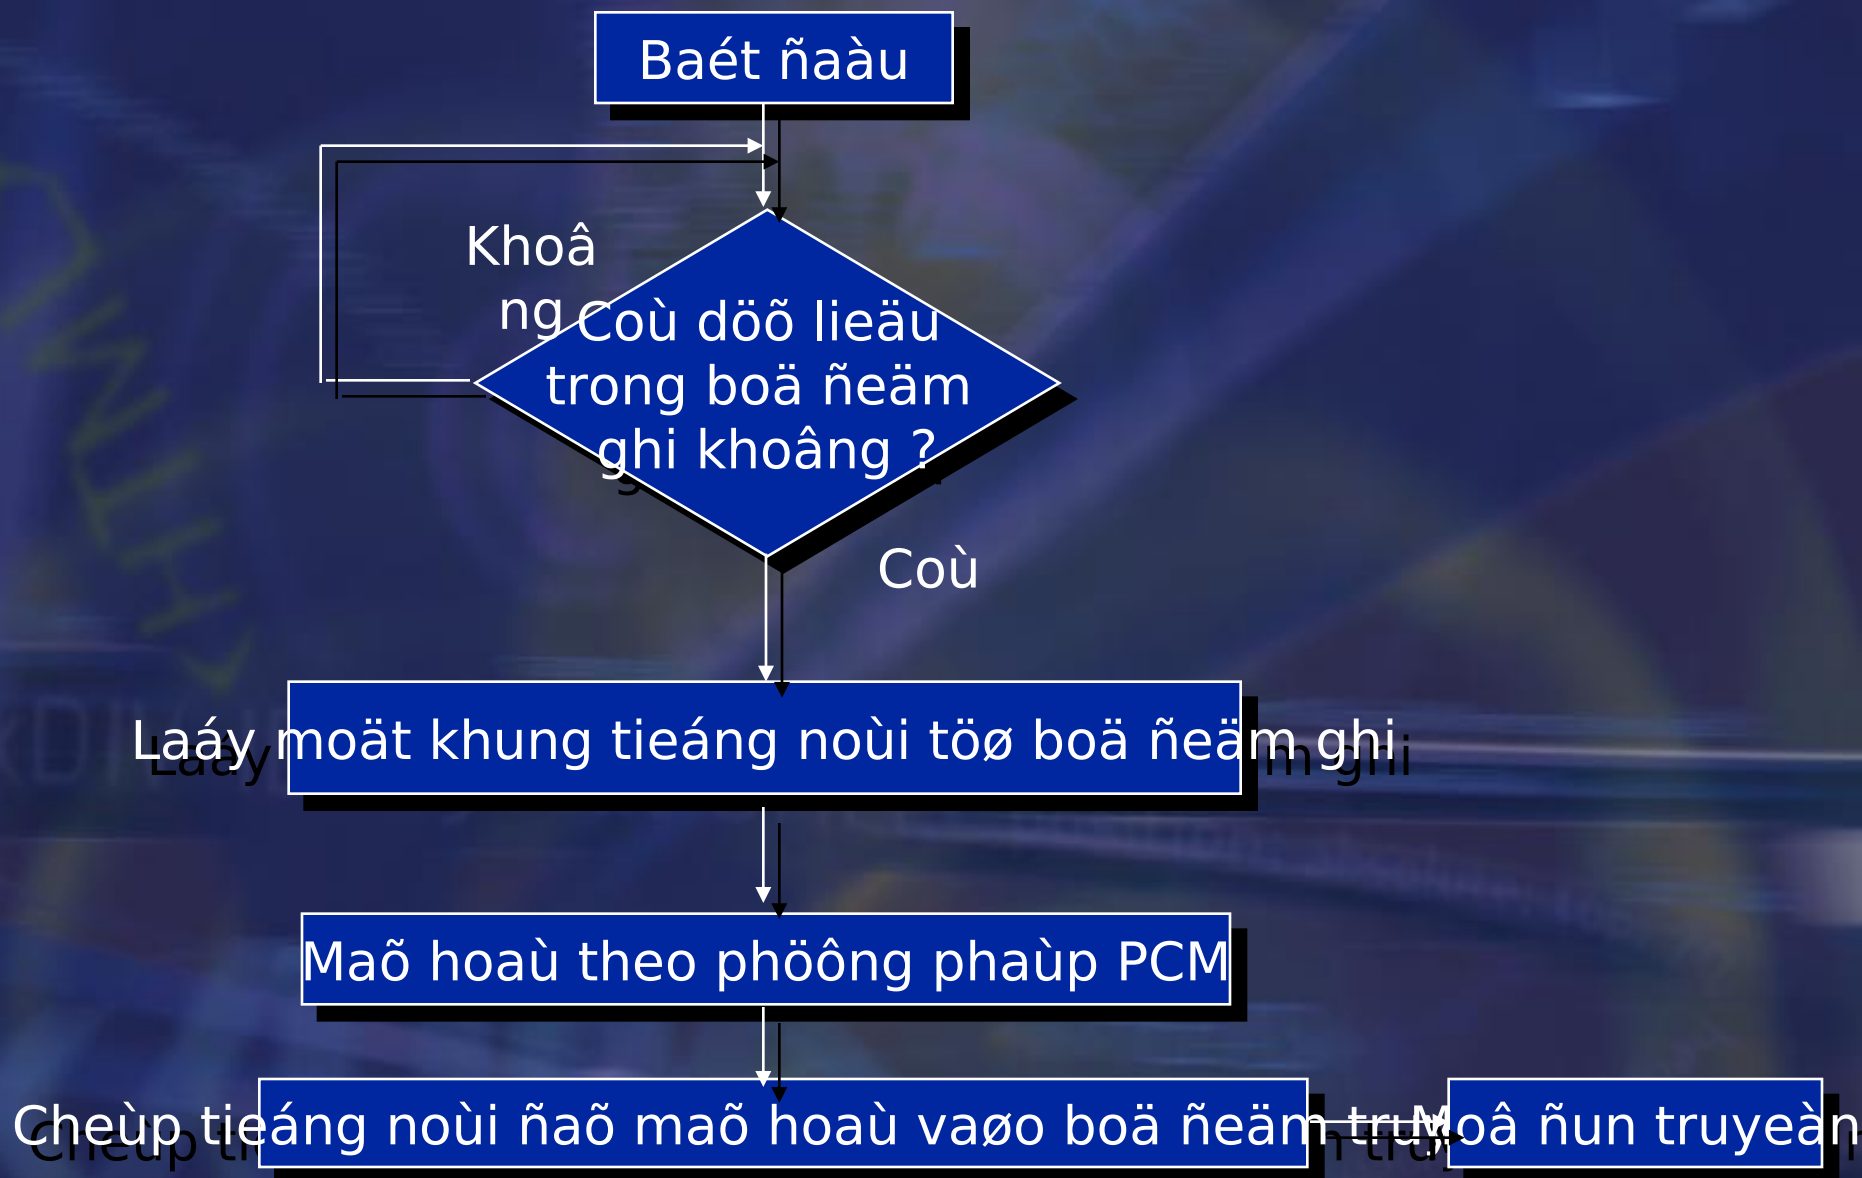 Baét ñaàu
Khoâ
ng
Coù döõ lieäu
trong boä ñeäm
ghi khoâng ?
Coù
Laáy moät khung tieáng noùi töø boä ñeäm ghi
Maõ hoaù theo phöông phaùp PCM
Cheùp tieáng noùi ñaõ maõ hoaù vaøo boä ñeäm
Moâ ñun truyeàn